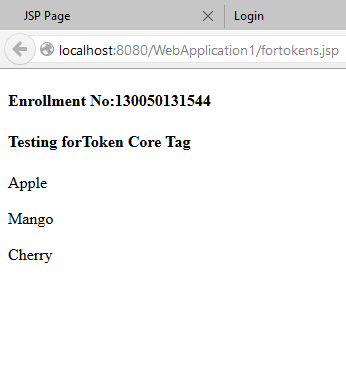 JSP Page
Login
localhost:8080/WebApplication1/fortokens.jsp
Enrollment No:130050131544
Testing forToken Core Tag
Apple
Mango
Cherry